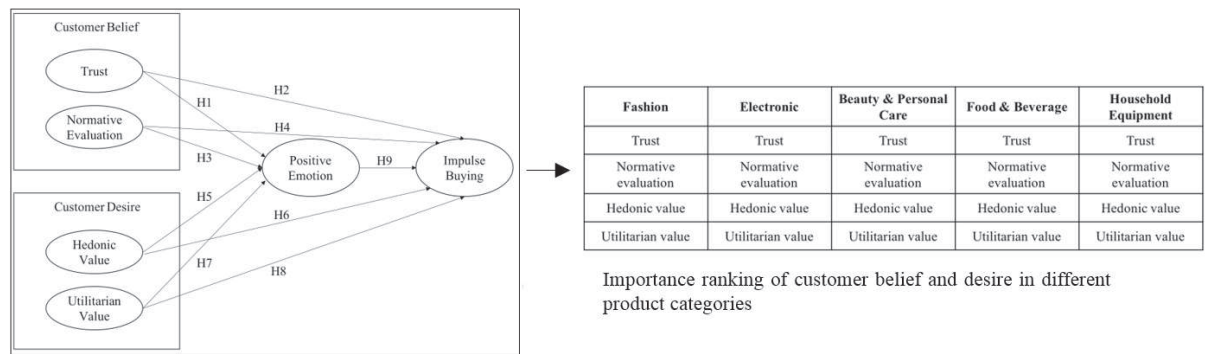 Customer Belief
Trust
H2
H1
Normative
Evaluation
H4
H3
Positive
Emotion
H9
Impulse
Buying
Customer Desire
H5
H6
Hedonic
Value
H7
H8
Utilitarian
Value
Fashion Electronic Beauty & Personal Care Food & Beverage Household Equipment
Trust Trust Trust Trust Trust
Normative evaluation Normative evaluation Normative evaluation Normative evaluation Normative evaluation
Hedonic value Hedonic value Hedonic value Hedonic value Hedonic value
Utilitarian value Utilitarian value Utilitarian value Utilitarian value Utilitarian value
Importance ranking of customer belief and desire in different
product categories